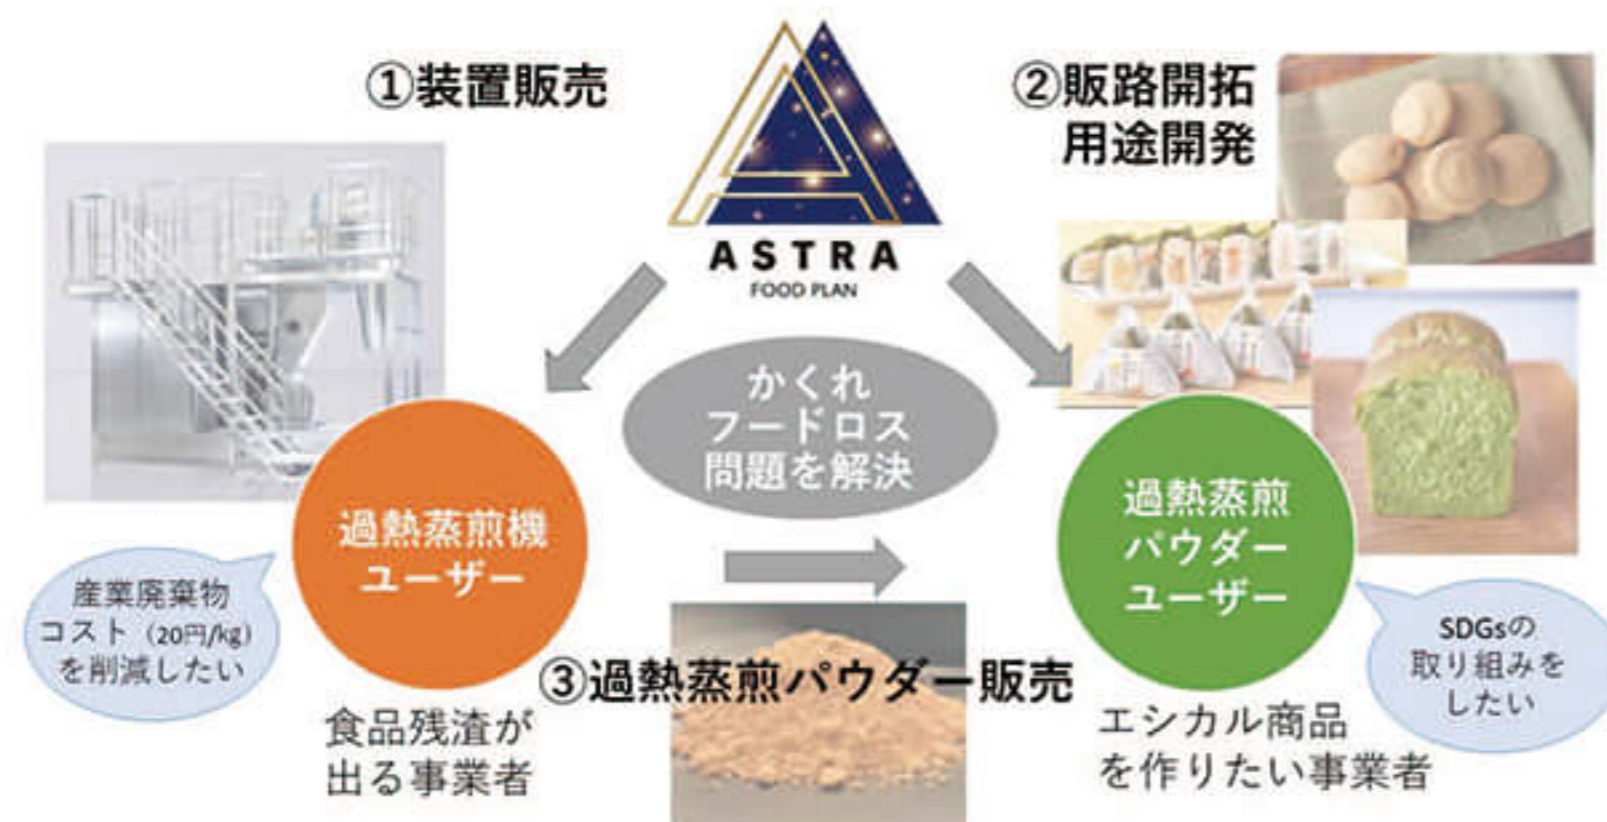 ①装置販売
ASTRA
FOOD PLAN
②販路開拓
用途開発
かくれ
フードロス
問題を解決
過熱蒸煎機
ユーザー
産業廃棄物
コスト（20円/kg）
を削減したい
食品残渣が
出る事業者
③過熱蒸煎パウダー販売
過熱蒸煎
パウダー
ユーザー
SDGsの
取り組みを
したい
エシカル商品
を作りたい事業者